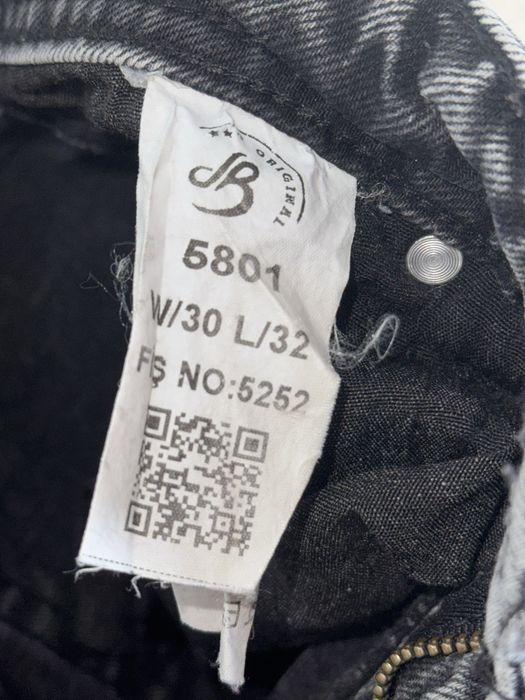 ★★ ORIGINAL
JB
5801
W/30 L/32
FŞ NO:5252